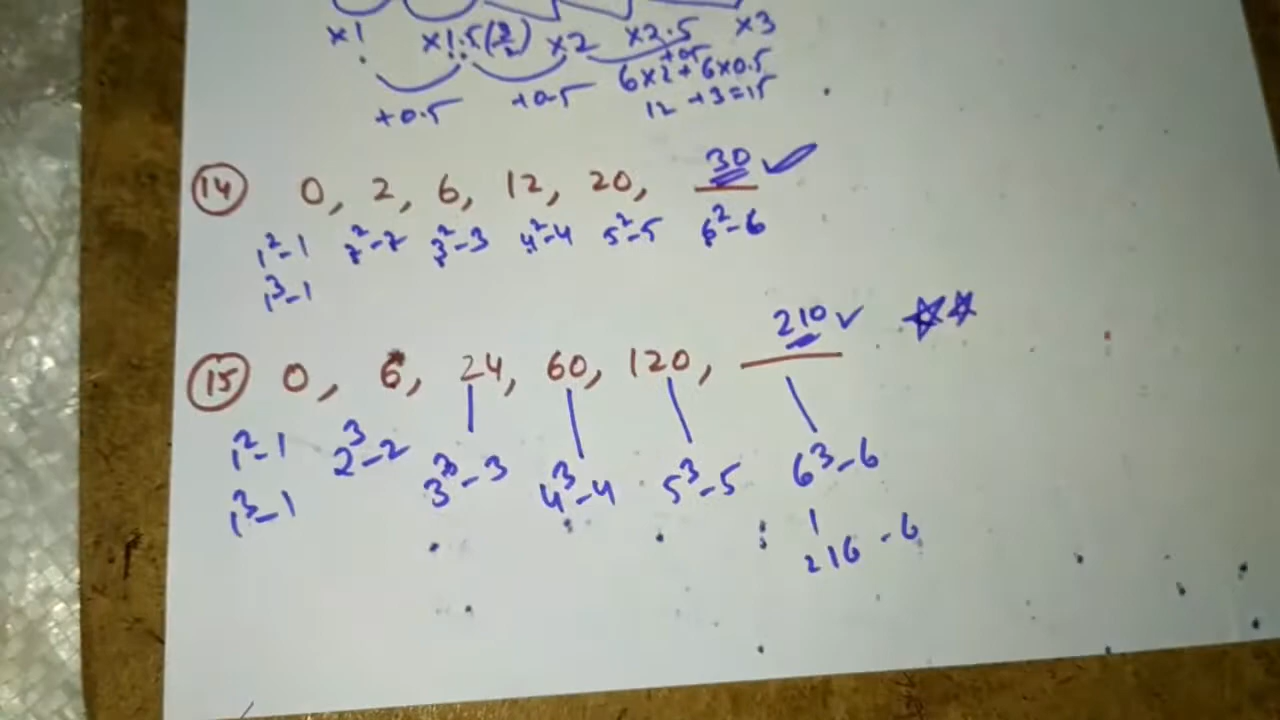 ×1 ×1.5(3/2) ×2 ×2.5 ×3
+0.5 +0.5 6×2+6×0.5
12 +3=15
14 0, 2, 6, 12, 20, 30 ✓
1²-1 2²-2 3²-3 4²-4 5²-5 6²-6
1³-1
15 0, 6, 24, 60, 120, 210 ✓
1²-1 2³-2 3³-3 4³-4 5³-5 6³-6
1³-1
216 - 6